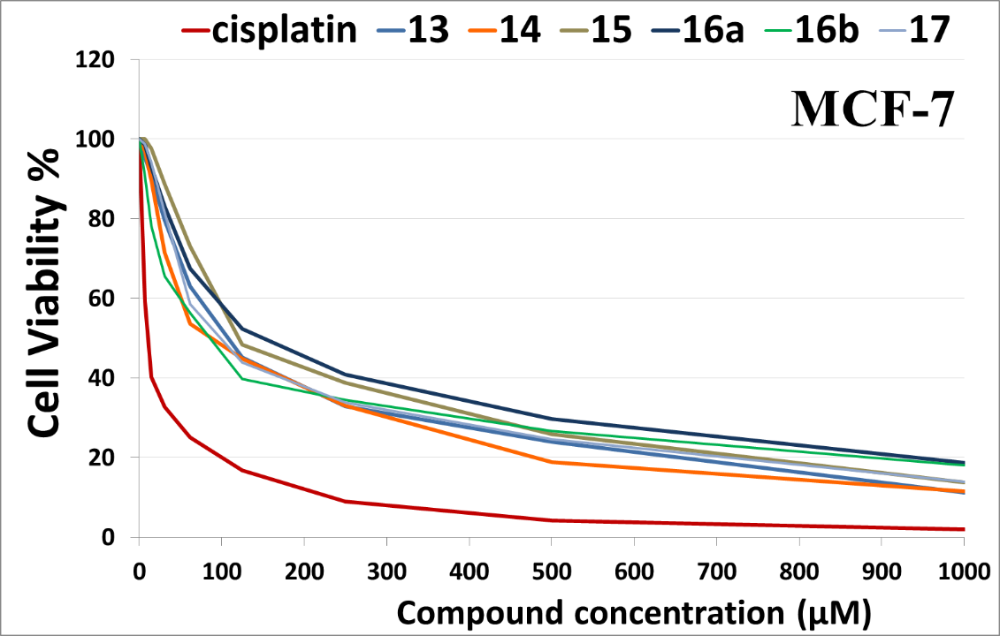 cisplatin 13 14 15 16a 16b 17
MCF-7
Cell Viability %
120
100
80
60
40
20
0
0 100 200 300 400 500 600 700 800 900 1000
Compound concentration (µM)